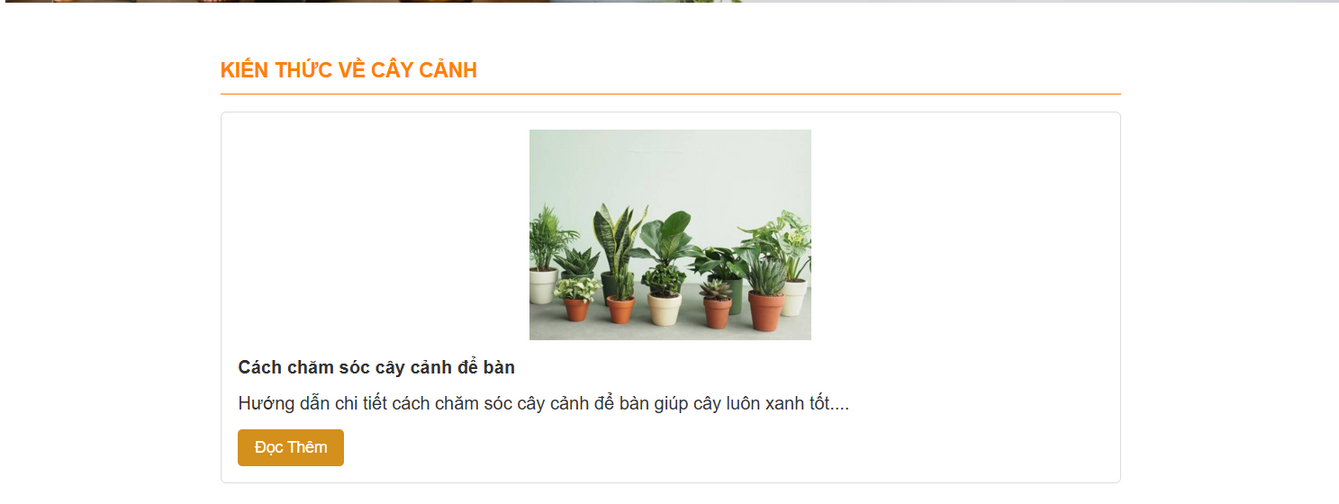 KIẾN THỨC VỀ CÂY CẢNH
Cách chăm sóc cây cảnh để bàn
Hướng dẫn chi tiết cách chăm sóc cây cảnh để bàn giúp cây luôn xanh tốt....
Đọc Thêm